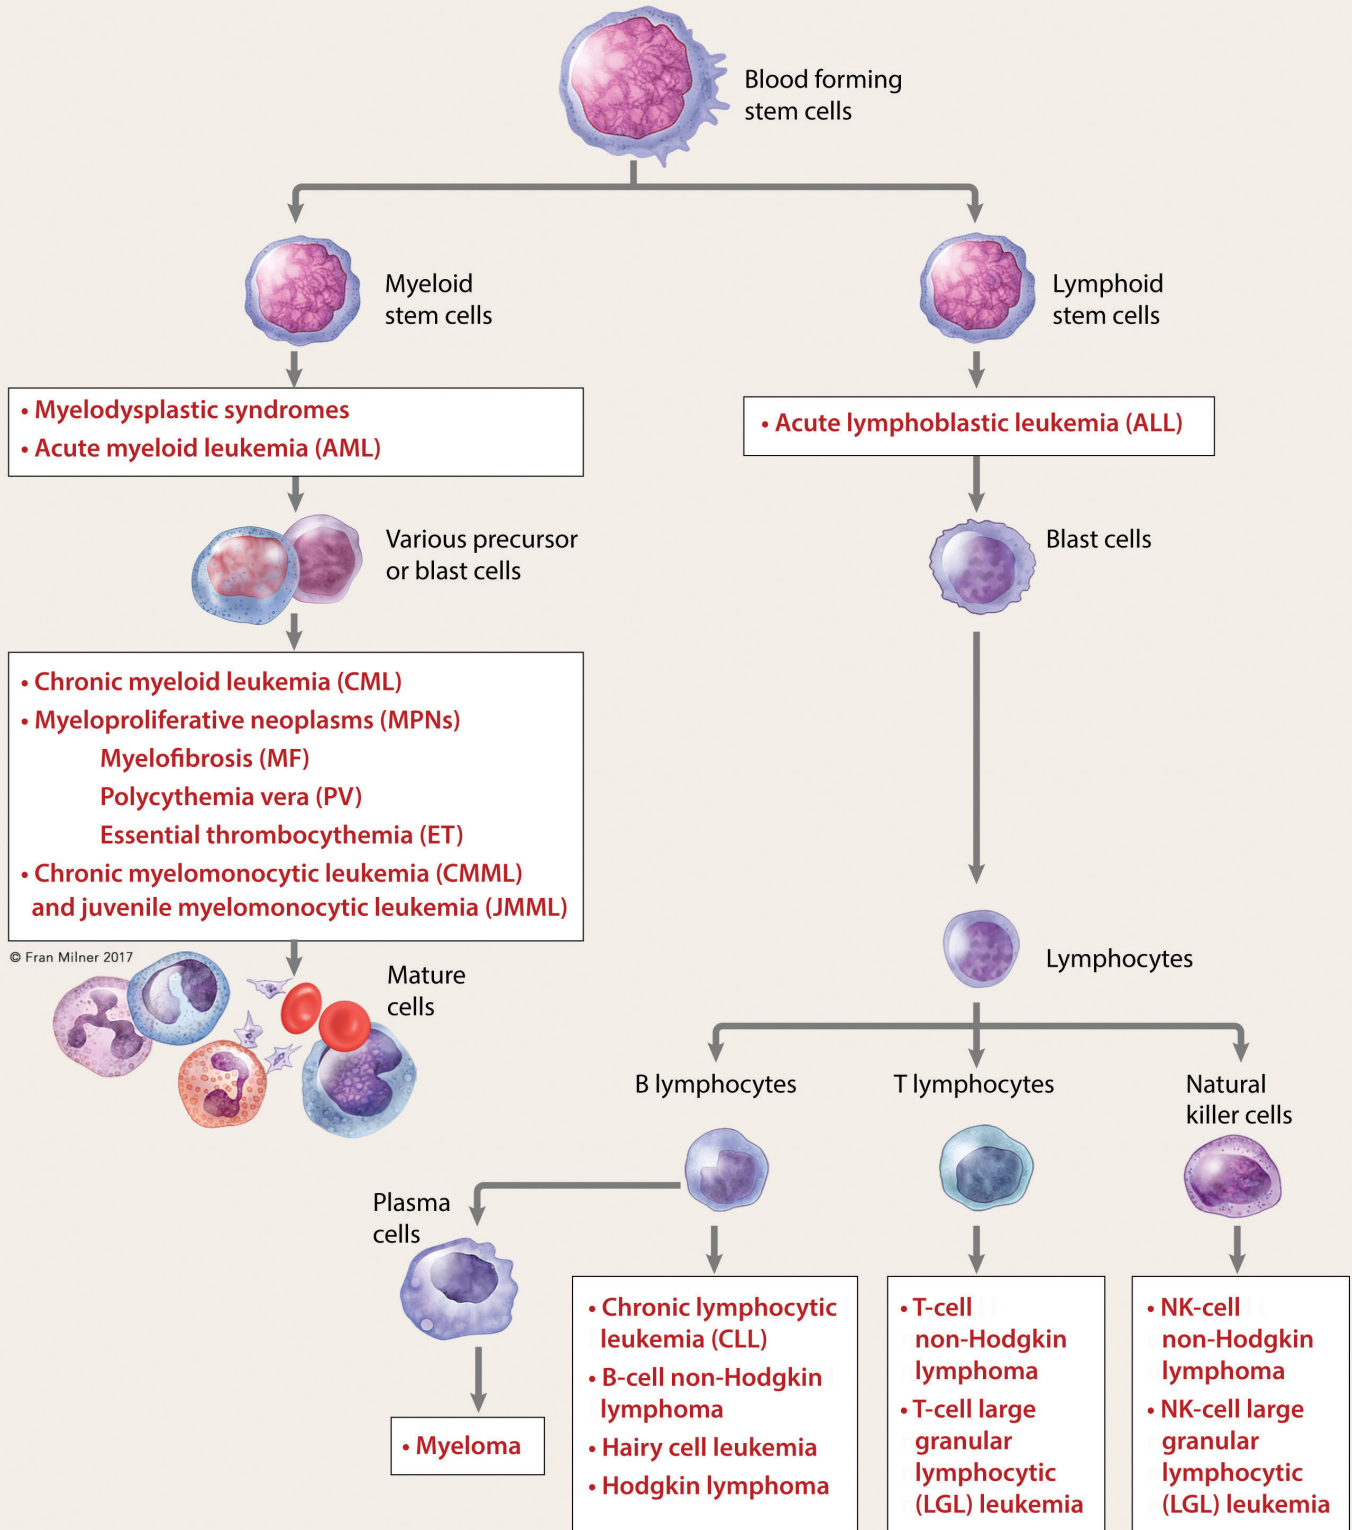 Blood forming
stem cells
Myeloid
stem cells
Lymphoid
stem cells
• Myelodysplastic syndromes
• Acute myeloid leukemia (AML)
• Acute lymphoblastic leukemia (ALL)
Various precursor
or blast cells
Blast cells
• Chronic myeloid leukemia (CML)
• Myeloproliferative neoplasms (MPNs)
Myelofibrosis (MF)
Polycythemia vera (PV)
Essential thrombocythemia (ET)
• Chronic myelomonocytic leukemia (CMML)
and juvenile myelomonocytic leukemia (JMML)
© Fran Milner 2017
Mature
cells
Lymphocytes
B lymphocytes
T lymphocytes
Natural
killer cells
Plasma
cells
• Myeloma
• Chronic lymphocytic
leukemia (CLL)
• B-cell non-Hodgkin
lymphoma
• Hairy cell leukemia
• Hodgkin lymphoma
• T-cell
non-Hodgkin
lymphoma
• T-cell large
granular
lymphocytic
(LGL) leukemia
• NK-cell
non-Hodgkin
lymphoma
• NK-cell large
granular
lymphocytic
(LGL) leukemia